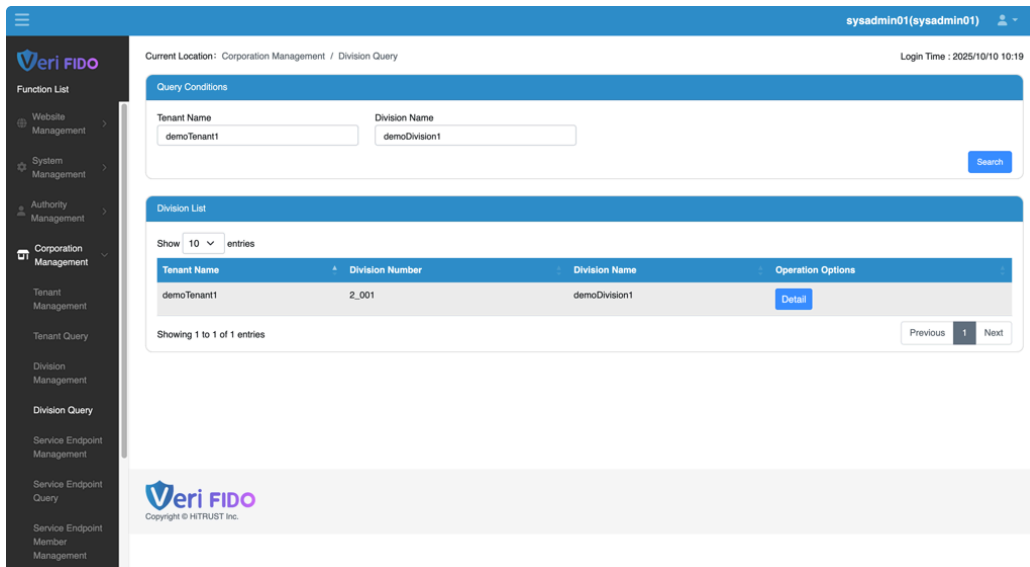 sysadmin01(sysadmin01)
Veri FIDO
Function List
Website
Management
System
Management
Authority
Management
Corporation
Management
Tenant
Management
Tenant Query
Division
Management
Division Query
Service Endpoint
Management
Service Endpoint
Query
Service Endpoint
Member
Management
Current Location: Corporation Management / Division Query
Login Time : 2025/10/10 10:19
Query Conditions
Tenant Name Division Name
demoTenant1 demoDivision1
Search
Division List
Show 10 entries
Tenant Name Division Number Division Name Operation Options
demoTenant1 2_001 demoDivision1 Detail
Showing 1 to 1 of 1 entries
Previous 1 Next
Veri FIDO
Copyright © HiTRUST Inc.